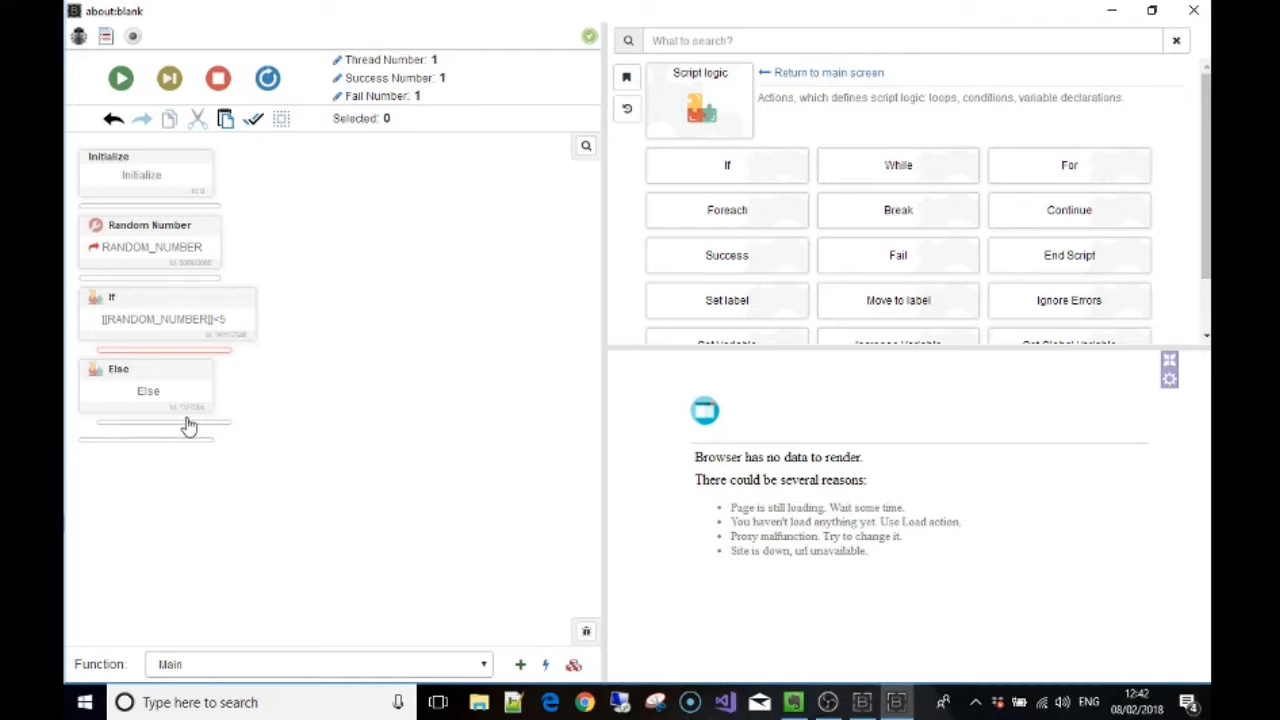 about:blank
Thread Number: 1
Success Number: 1
Fail Number: 1
Selected: 0
Initialize
Initialize
Id: 0
Random Number
RANDOM_NUMBER
If
[[RANDOM_NUMBER]]<5
Else
Else
Function: Main
What to search?
Script logic
Return to main screen
Actions, which defines script logic: loops, conditions, variable declarations.
If While For
Foreach Break Continue
Success Fail End Script
Set label Move to label Ignore Errors
Browser has no data to render.
There could be several reasons:
Page is still loading. Wait some time.
You haven't load anything yet. Use Load action.
Proxy malfunction. Try to change it.
Site is down, url unavailable.
Type here to search
ENG
12:42
08/02/2018
4